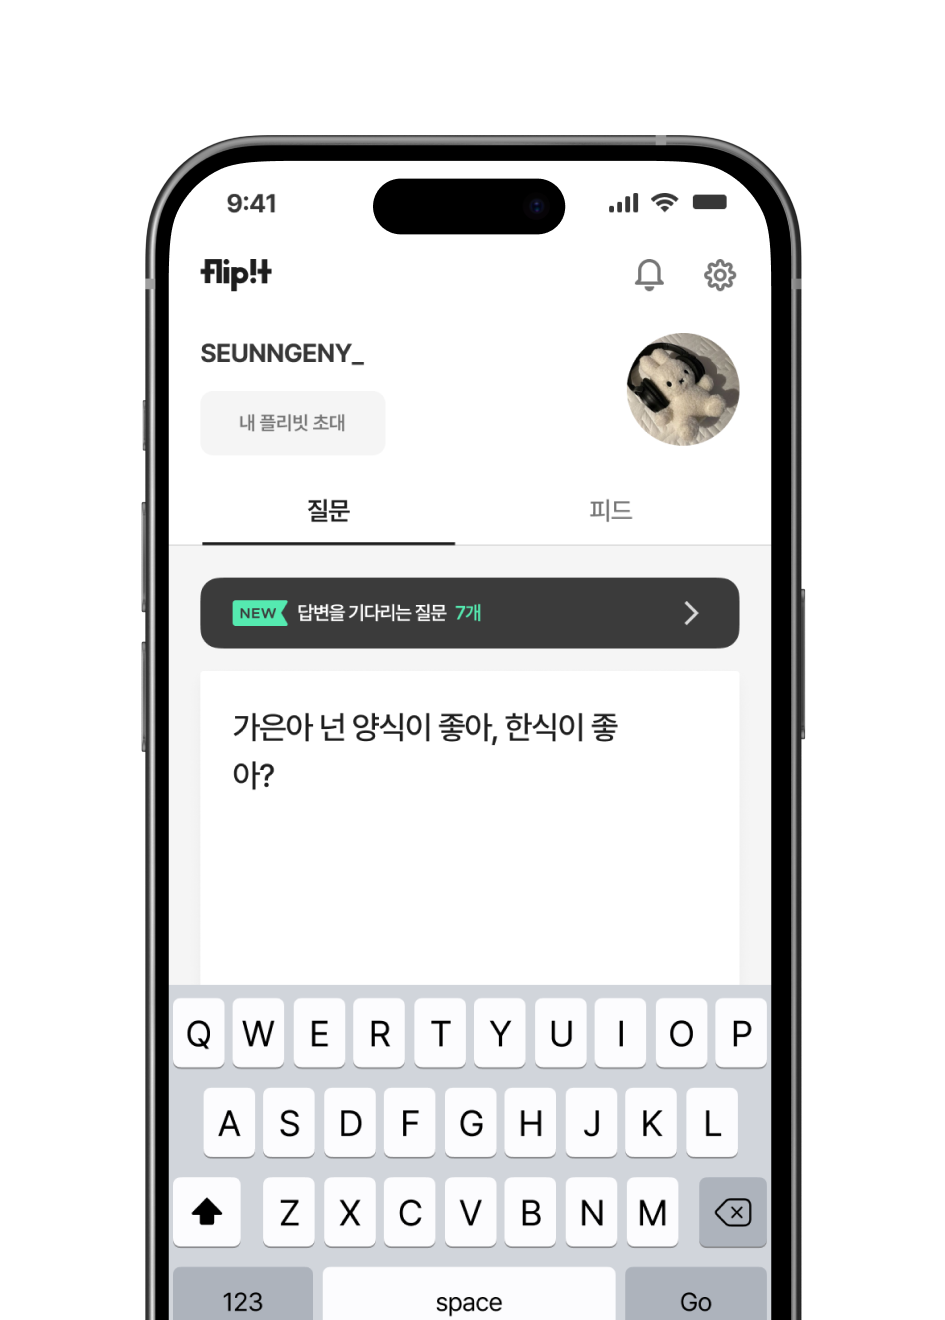 9:41
flip!t
SEUNNGENY_
내 플리빗 초대
질문 피드
NEW 답변을 기다리는 질문 7개
가은아 넌 양식이 좋아, 한식이 좋
아?
Q W E R T Y U I O P
A S D F G H J K L
Z X C V B N M
123 space Go